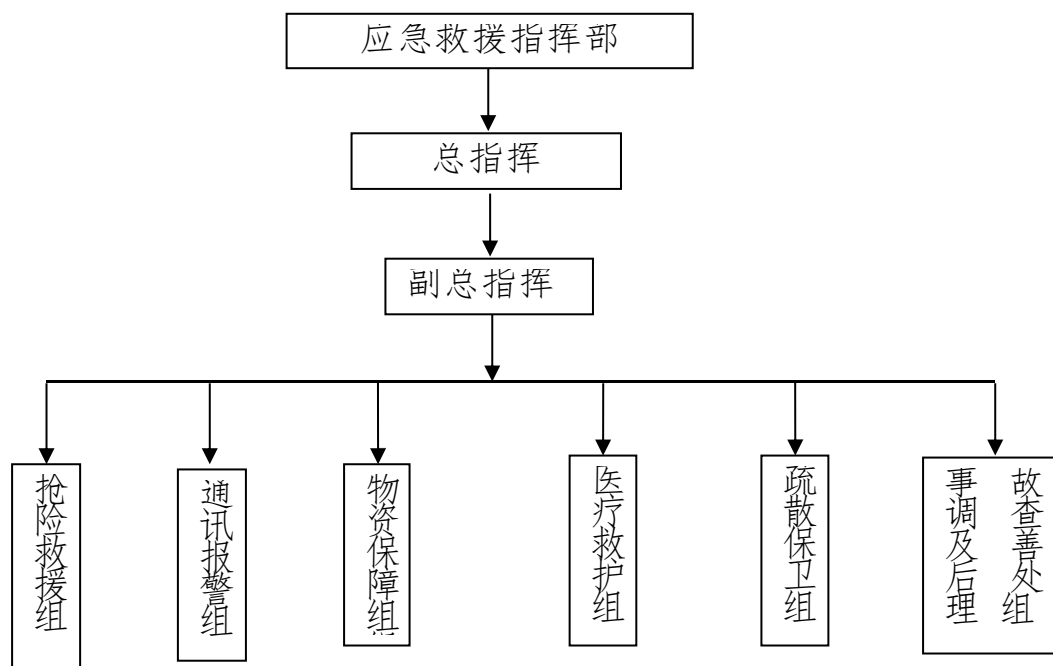 应急救援指挥部
总指挥
副总指挥
抢险救援组
通讯报警组
物资保障组
医疗救护组
疏散保卫组
事故
调查
及善
后处
理组